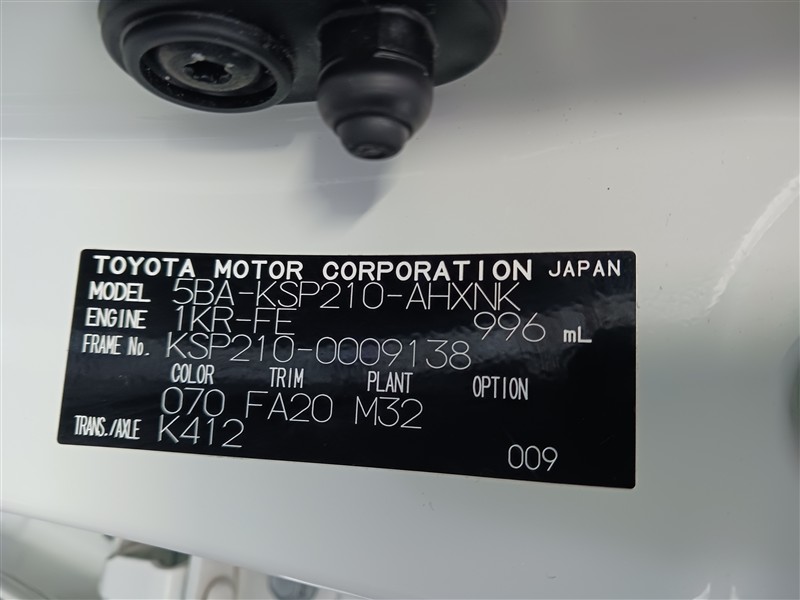 TOYOTA MOTOR CORPORATION JAPAN
MODEL 5BA-KSP210-AHXNK
ENGINE 1KR-FE 996 mL
FRAME No. KSP210-0009138
COLOR TRIM PLANT OPTION
070 FA20 M32
TRANS./AXLE K412
009